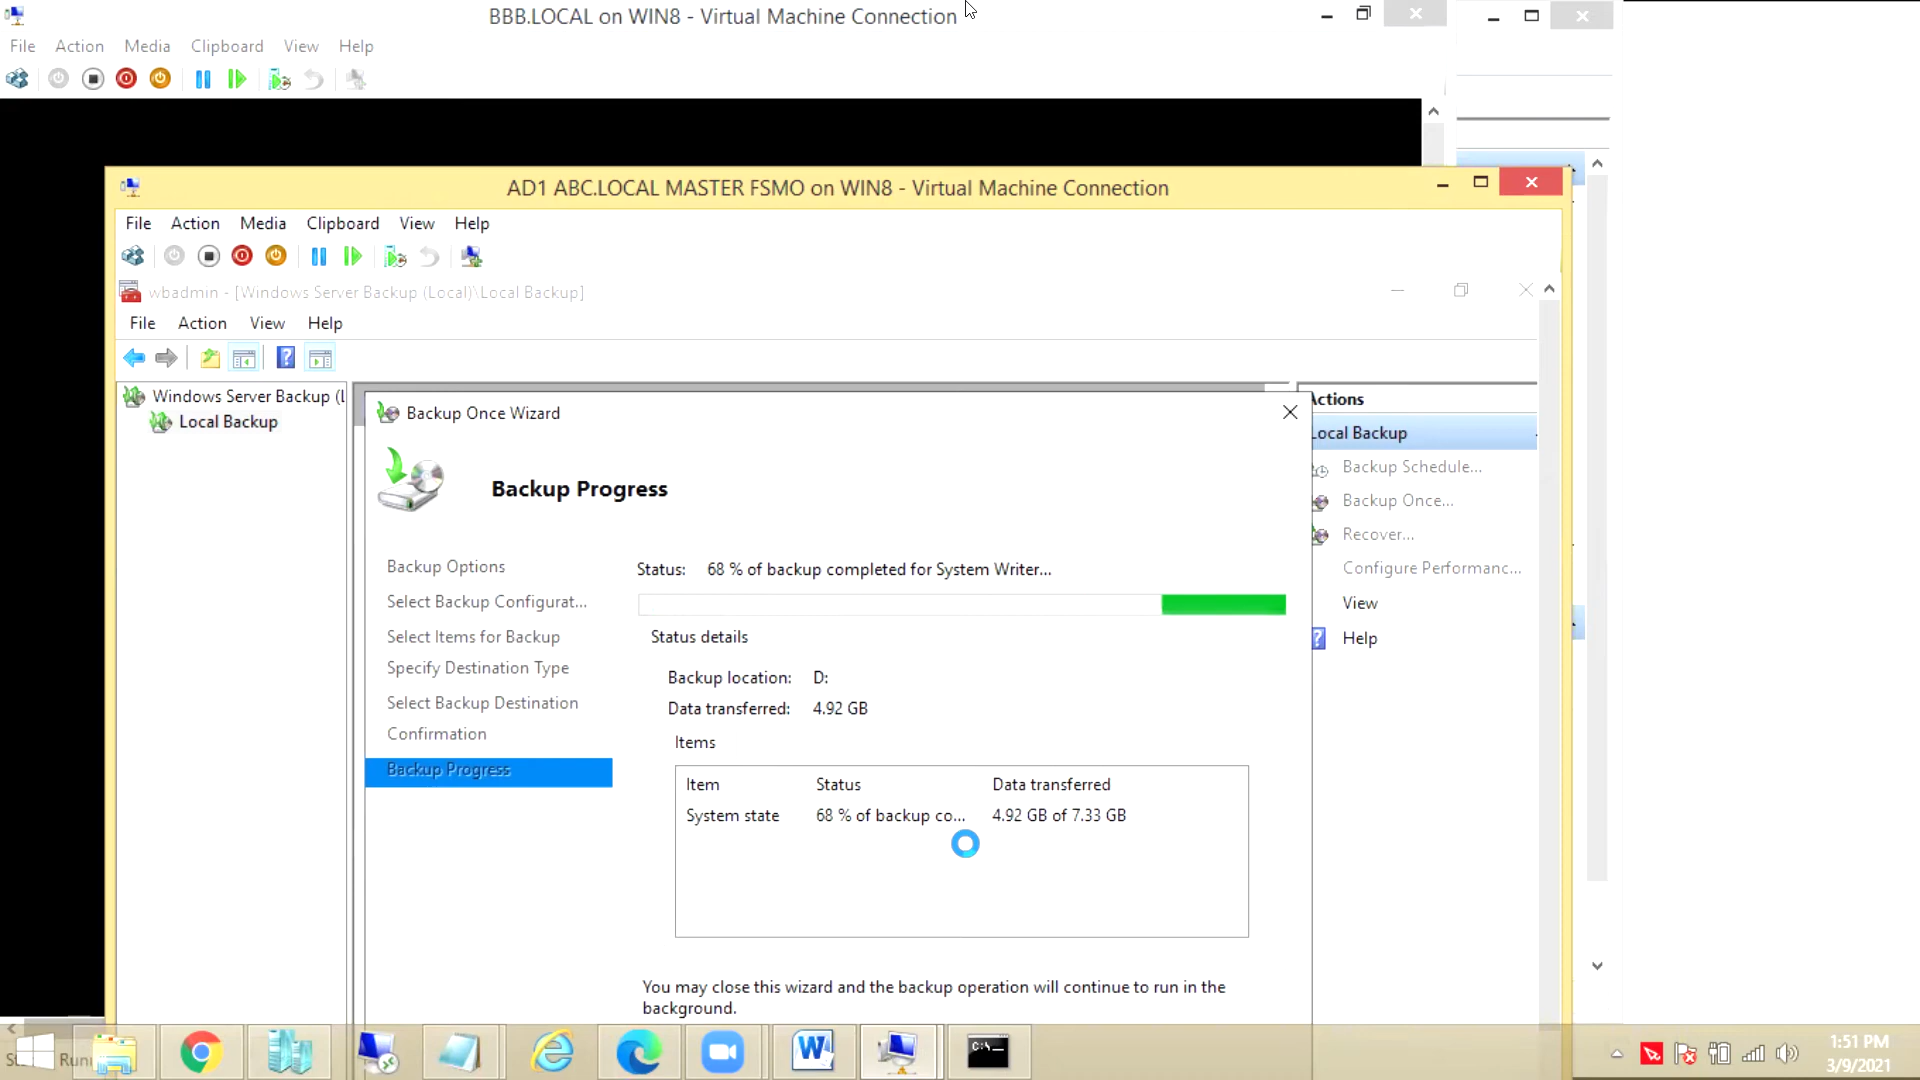 BBB.LOCAL on WIN8 - Virtual Machine Connection
File Action Media Clipboard View Help
AD1 ABC.LOCAL MASTER FSMO on WIN8 - Virtual Machine Connection
File Action Media Clipboard View Help
wbadmin - [Windows Server Backup (Local)\Local Backup]
File Action View Help
Windows Server Backup (L
Local Backup
Backup Once Wizard
Backup Progress
Backup Options
Select Backup Configurat...
Select Items for Backup
Specify Destination Type
Select Backup Destination
Confirmation
Backup Progress
Status: 68 % of backup completed for System Writer...
Status details
Backup location: D:
Data transferred: 4.92 GB
Items
Item Status Data transferred
System state 68 % of backup co... 4.92 GB of 7.33 GB
You may close this wizard and the backup operation will continue to run in the
background.
Actions
Local Backup
Backup Schedule...
Backup Once...
Recover...
Configure Performanc...
View
Help
1:51 PM
3/9/2021